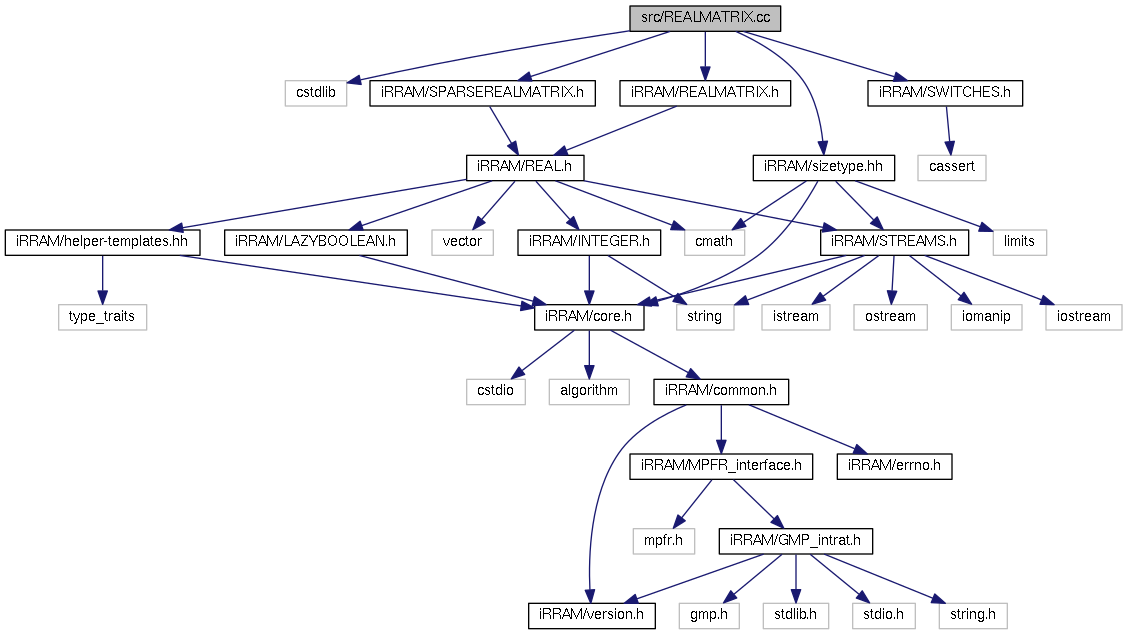 src/REALMATRIX.cc
cstdlib
iRRAM/SPARSEREALMATRIX.h
iRRAM/REALMATRIX.h
iRRAM/SWITCHES.h
iRRAM/REAL.h
iRRAM/sizetype.hh
cassert
iRRAM/helper-templates.hh
iRRAM/LAZYBOOLEAN.h
vector
iRRAM/INTEGER.h
cmath
iRRAM/STREAMS.h
limits
type_traits
iRRAM/core.h
string
istream
ostream
iomanip
iostream
cstdio
algorithm
iRRAM/common.h
iRRAM/MPFR_interface.h
iRRAM/errno.h
mpfr.h
iRRAM/GMP_intrat.h
iRRAM/version.h
gmp.h
stdlib.h
stdio.h
string.h